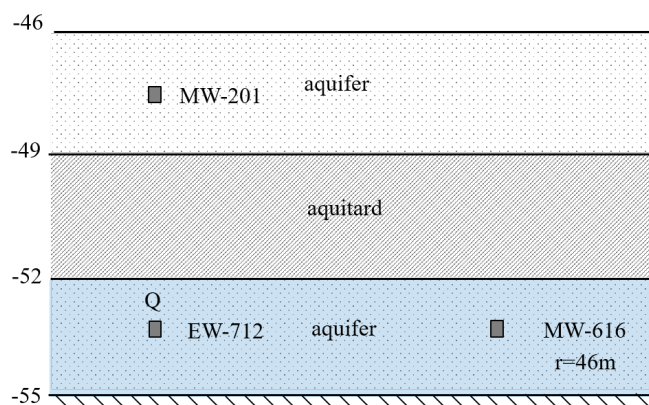 -46
aquifer
MW-201
-49
aquitard
-52
Q
EW-712
aquifer
MW-616
r=46m
-55